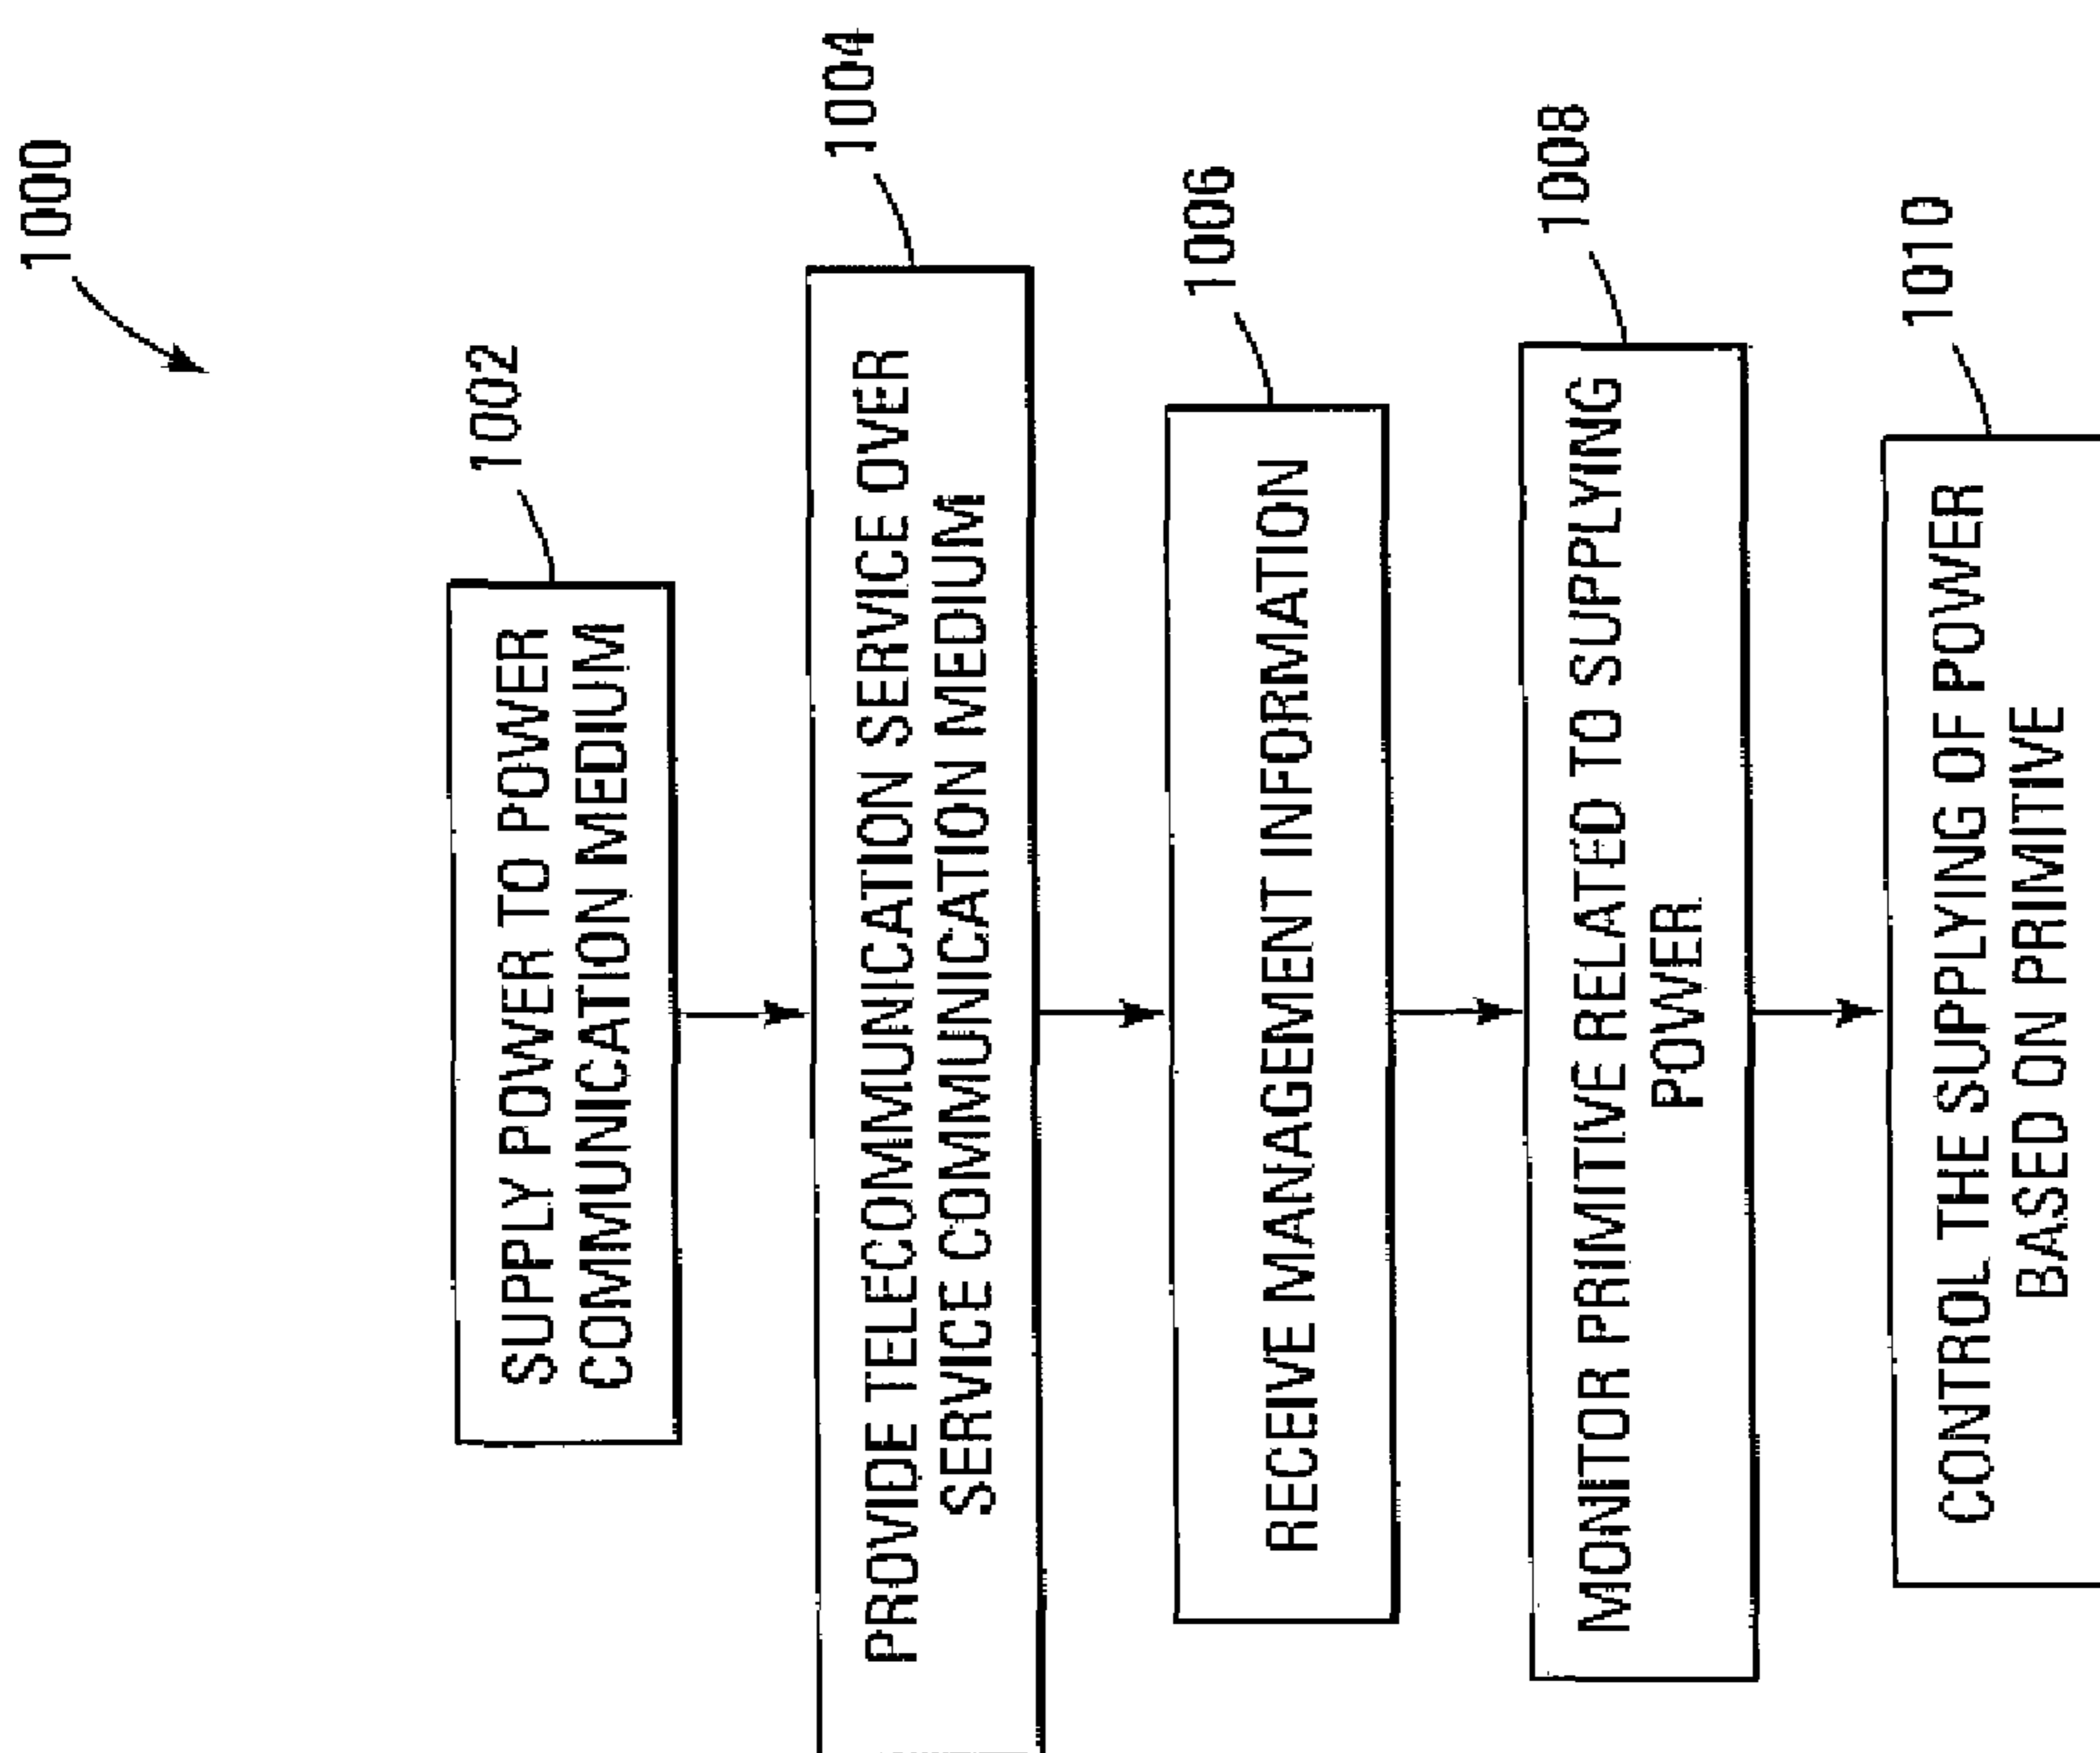 1000
1002
SUPPLY POWER TO POWER
COMMUNICATION MEDIUM
1004
PROVIDE TELECOMMUNICATION SERVICE OVER
SERVICE COMMUNICATION MEDIUM
1006
RECEIVE MANAGEMENT INFORMATION
1008
MONITOR PRIMITIVE RELATED TO SUPPLYING
POWER
1010
CONTROL THE SUPPLYING OF POWER
BASED ON PRIMITIVE